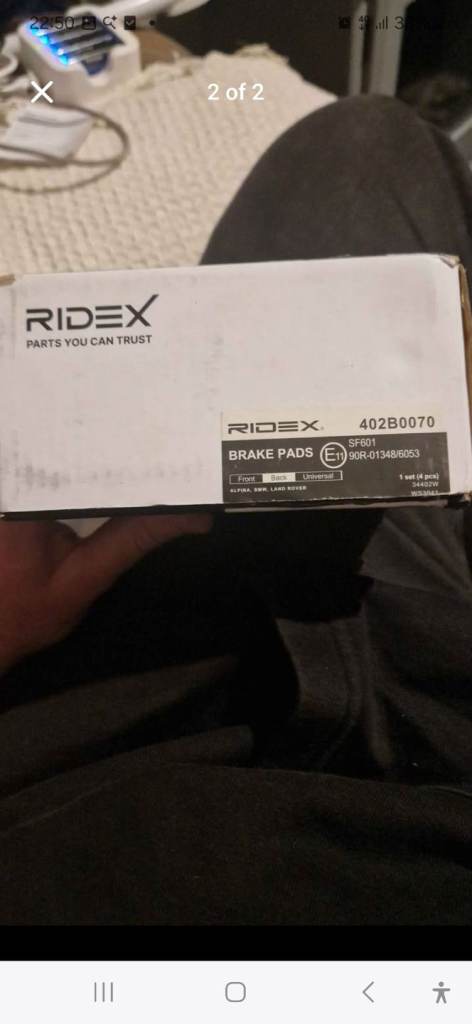 22:50
2 of 2
RIDEX
PARTS YOU CAN TRUST
RIDEX. 402B0070
BRAKE PADS E11 SF601
90R-01348/6053
Front Back Universal
1 set (4 pcs)
ALPINA, BMW, LAND ROVER
34402W